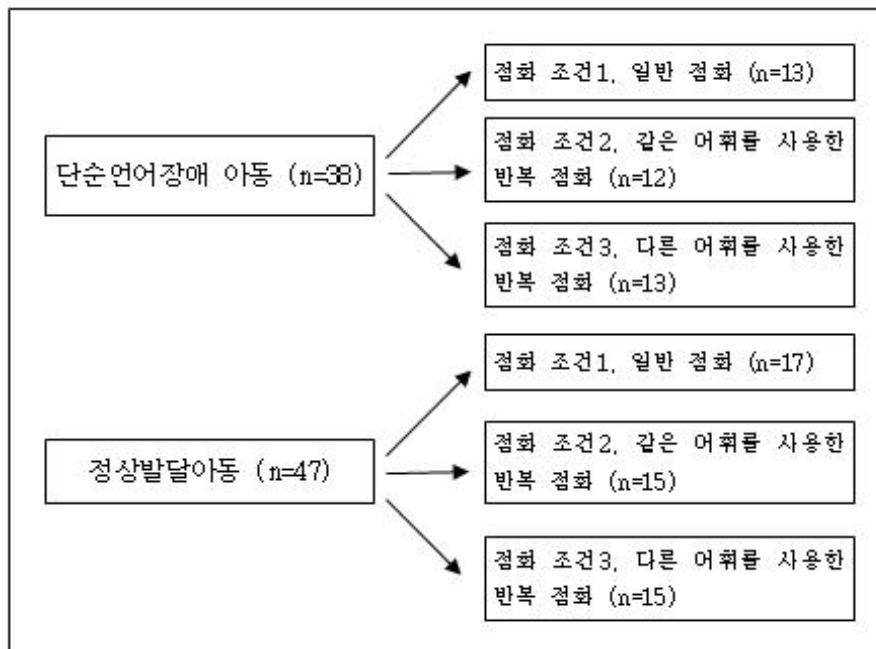 단순언어장애 아동 (n=38)
점화 조건1, 일반 점화 (n=13)
점화 조건2, 같은 어휘를 사용한
반복 점화 (n=12)
점화 조건3, 다른 어휘를 사용한
반복 점화 (n=13)
정상발달아동 (n=47)
점화 조건1, 일반 점화 (n=17)
점화 조건2, 같은 어휘를 사용한
반복 점화 (n=15)
점화 조건3, 다른 어휘를 사용한
반복 점화 (n=15)